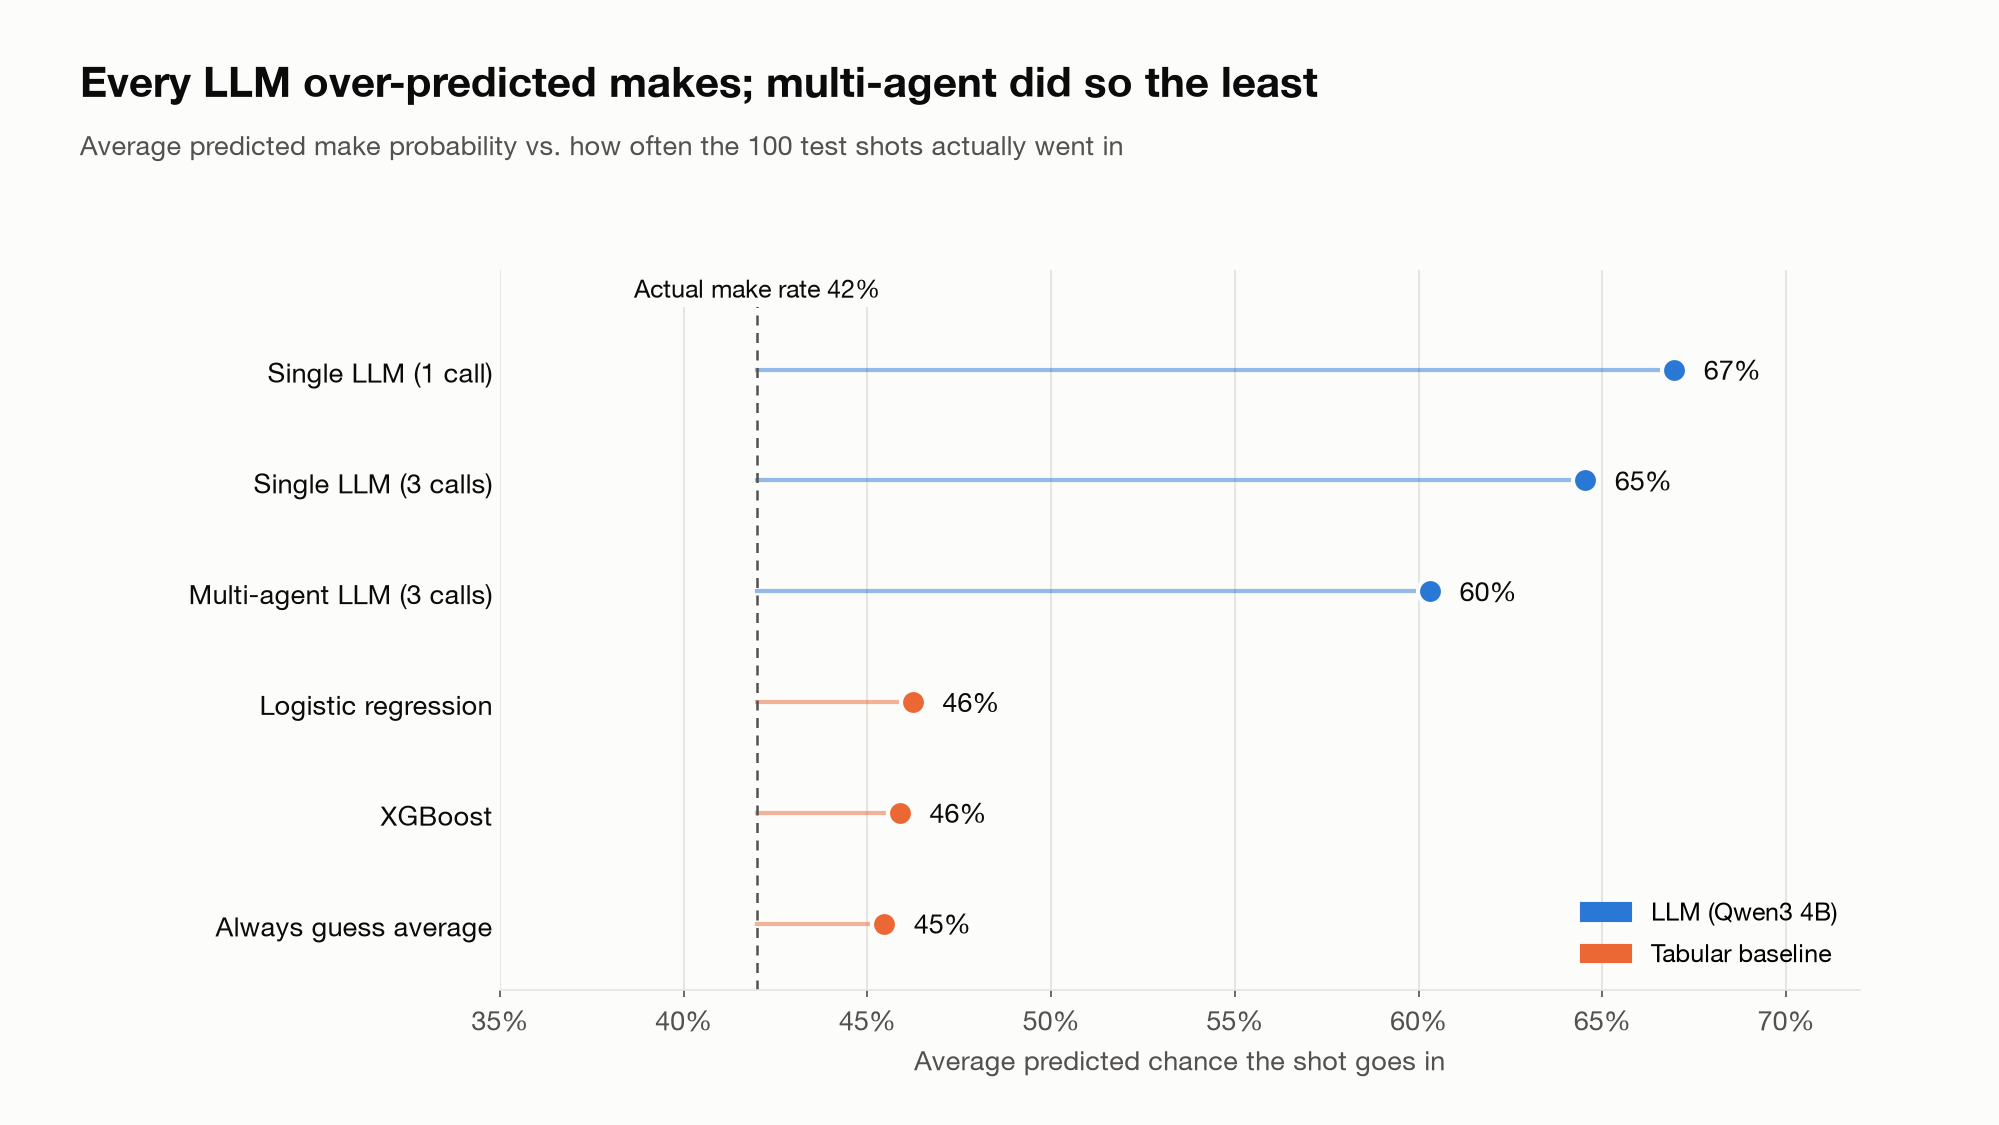 Every LLM over-predicted makes; multi-agent did so the least
Average predicted make probability vs. how often the 100 test shots actually went in
Actual make rate 42%
Single LLM (1 call)
67%
Single LLM (3 calls)
65%
Multi-agent LLM (3 calls)
60%
Logistic regression
46%
XGBoost
46%
Always guess average
45%
LLM (Qwen3 4B)
Tabular baseline
35% 40% 45% 50% 55% 60% 65% 70%
Average predicted chance the shot goes in